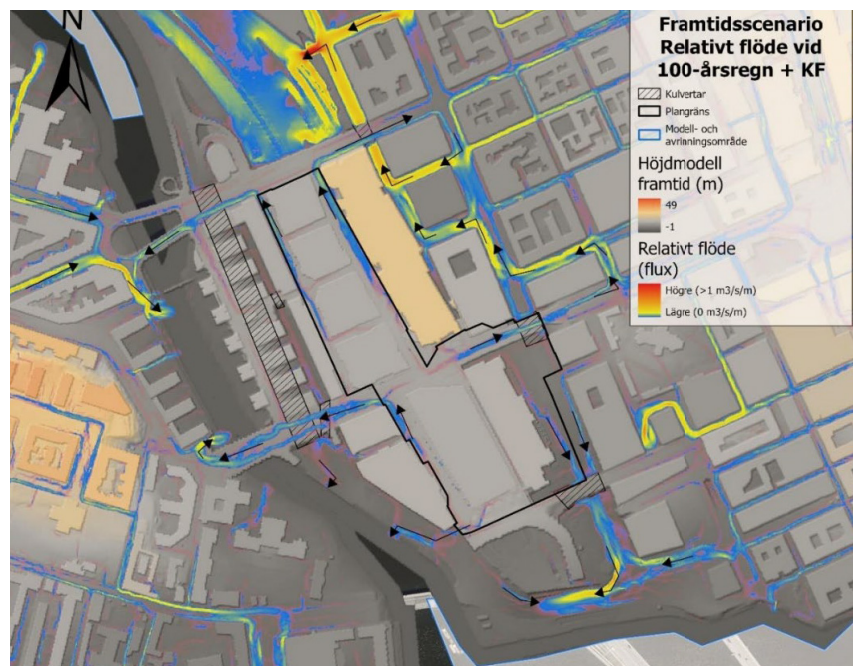 N
Framtidsscenario
Relativt flöde vid
100-årsregn + KF
Kulvertar
Plangräns
Modell- och
avrinningsområde
Höjdmodell
framtid (m)
49
-1
Relativt flöde
(flux)
Högre (>1 m3/s/m)
Lägre (0 m3/s/m)